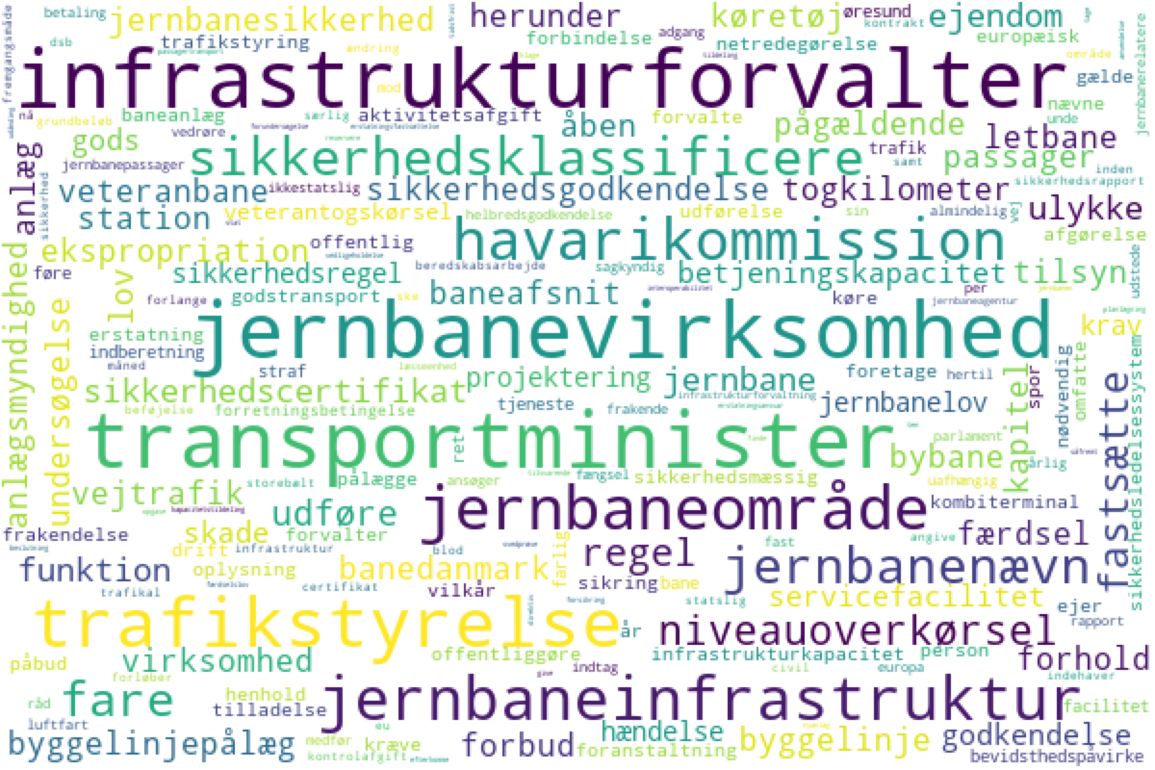 betaling
jernbanesikkerhed
herunder
køretøj
øresund
ejendom
dsb
trafikstyring
forbindelse
adgang
kontrakt
europæisk
ændring
netredegørelse
område
fremgangsmåde
infrastrukturforvalter
gælde
jernbanerelatere
mod
nævne
nå
grundbeløb
baneanlæg
særlig
aktivitetsafgift
åben
forvalte
pågældende
letbane
unde
gods
vedrøre
sikkerhedsklassificere
trafik
samt
passager
inden
anlæg
jernbanepassager
sikkerhed
veteranbane
ikkestatslig
sikkerhedsgodkendelse
togkilometer
sikkerhedsrapport
station
veterantogskørsel
helbredsgodkendelse
udførelse
sin
almindelig
vej
ulykke
ekspropriation
offentlig
havarikommission
afgørelse
føre
lov
sikkerhedsregel
beredskabsarbejde
sagkyndig
betjeningskapacitet
tilsyn
udstede
forlange
godstransport
ske
baneafsnit
køre
per
jernbaneagentur
anlægsmyndighed
undersøgelse
erstatning
jernbanevirksomhed
krav
indberetning
måned
straf
projektering
jernbane
foretage
hertil
spor
nødvendig
omfatte
sikkerhedscertifikat
tjeneste
frakende
infrastrukturforvaltning
jernbanelov
kapitel
fastsætte
sikkerhedsledelsessystem
beføjelse
forretningsbetingelse
transportminister
ret
parlament
bybane
årlig
uafhængig
vejtrafik
storebælt
pålægge
ansøger
fængsel
sikkerhedsmæssig
kombiterminal
udføre
jernbaneområde
frakendelse
skade
forvalter
færdsel
angive
fast
drift
infrastruktur
blod
farlig
regel
jernbanenævn
funktion
oplysning
banedanmark
sikring
bane
trafikal
certifikat
vilkår
servicefacilitet
statslig
ejer
rapport
trafikstyrelse
år
niveauoverkørsel
påbud
virksomhed
offentliggøre
infrastrukturkapacitet
person
forhold
forløber
indtag
civil
europa
indehaver
råd
fare
henhold
tilladelse
jernbaneinfrastruktur
facilitet
luftfart
eu
hændelse
byggelinjepålæg
medfør
kræve
kontrolafgift
forbud
foranstaltning
byggelinje
godkendelse
bevidsthedspåvirke